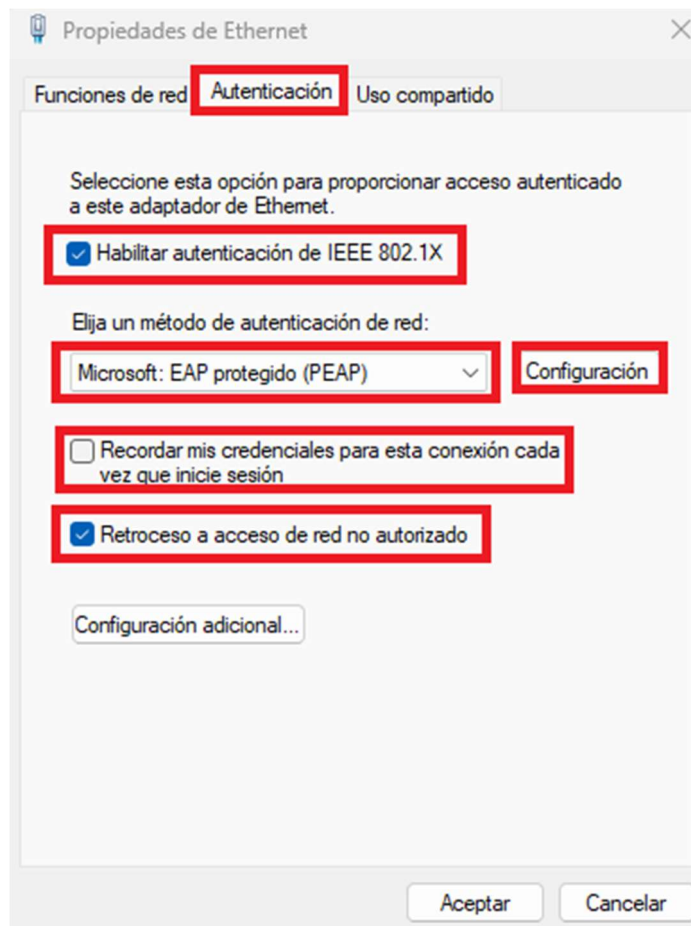 Propiedades de Ethernet
Funciones de red Autenticación Uso compartido
Seleccione esta opción para proporcionar acceso autenticado
a este adaptador de Ethernet.
Habilitar autenticación de IEEE 802.1X
Elija un método de autenticación de red:
Microsoft: EAP protegido (PEAP) Configuración
Recordar mis credenciales para esta conexión cada
vez que inicie sesión
Retroceso a acceso de red no autorizado
Configuración adicional...
Aceptar Cancelar